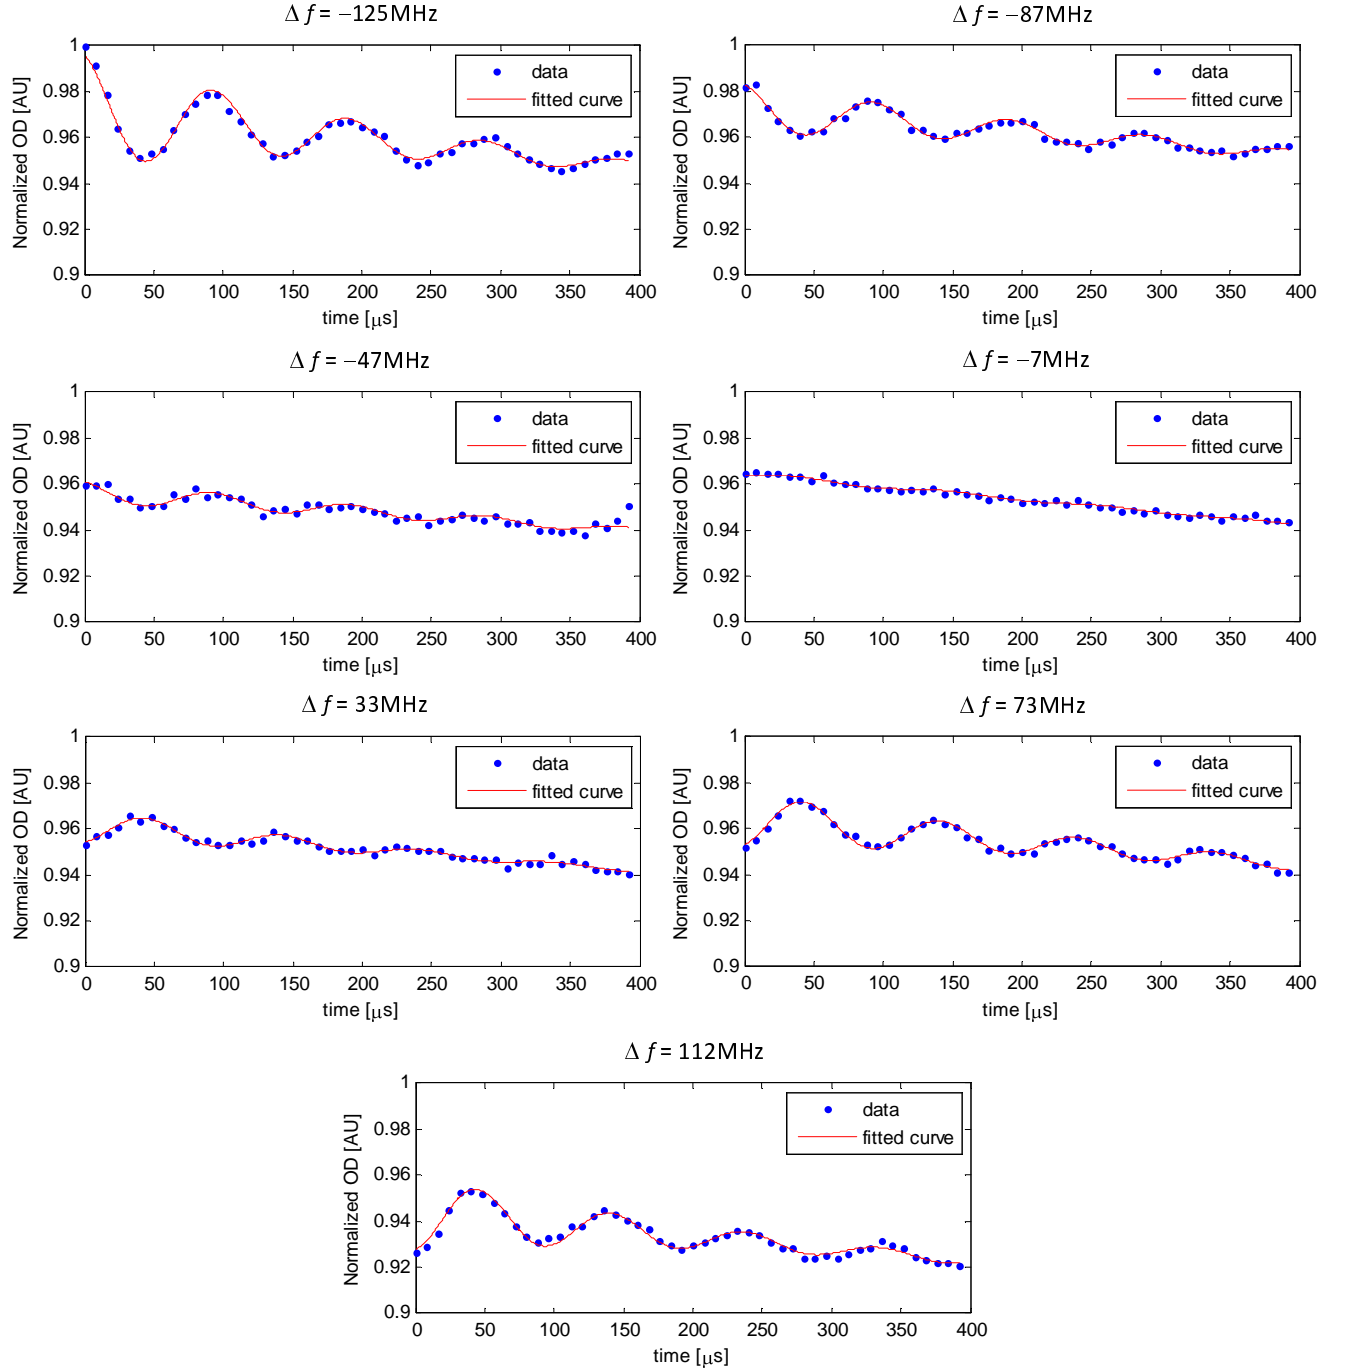 Δ f = −125MHz
Normalized OD [AU]
1
0.98
0.96
0.94
0.92
0.9
data
fitted curve
0 50 100 150 200 250 300 350 400
time [μs]
Δ f = −87MHz
Normalized OD [AU]
1
0.98
0.96
0.94
0.92
0.9
data
fitted curve
0 50 100 150 200 250 300 350 400
time [μs]
Δ f = −47MHz
Normalized OD [AU]
1
0.98
0.96
0.94
0.92
0.9
data
fitted curve
0 50 100 150 200 250 300 350 400
time [μs]
Δ f = −7MHz
Normalized OD [AU]
1
0.98
0.96
0.94
0.92
0.9
data
fitted curve
0 50 100 150 200 250 300 350 400
time [μs]
Δ f = 33MHz
Normalized OD [AU]
1
0.98
0.96
0.94
0.92
0.9
data
fitted curve
0 50 100 150 200 250 300 350 400
time [μs]
Δ f = 73MHz
Normalized OD [AU]
1
0.98
0.96
0.94
0.92
0.9
data
fitted curve
0 50 100 150 200 250 300 350 400
time [μs]
Δ f = 112MHz
Normalized OD [AU]
1
0.98
0.96
0.94
0.92
0.9
data
fitted curve
0 50 100 150 200 250 300 350 400
time [μs]